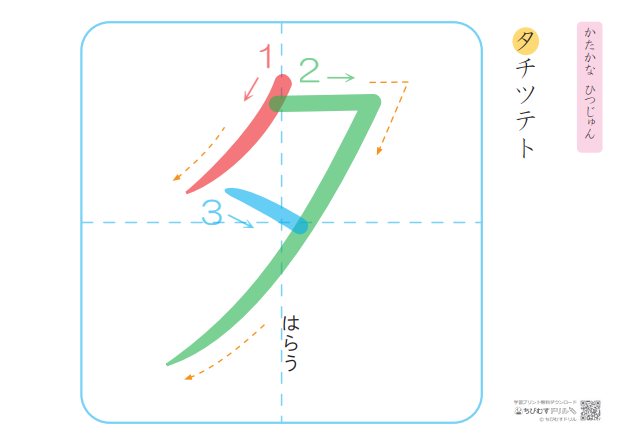 かたかな ひつじゅん
タチツテト
1
2
3
タ
はらう
学習プリント無料ダウンロード
ちびむすドリル
© ちびむすドリル